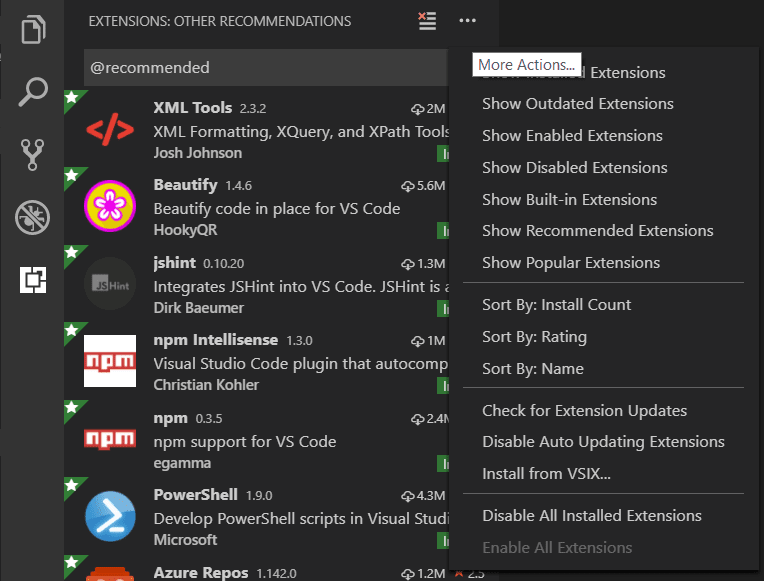 EXTENSIONS: OTHER RECOMMENDATIONS
@recommended
XML Tools 2.3.2 2M
XML Formatting, XQuery, and XPath Tools
Josh Johnson
Beautify 1.4.6 5.6M
Beautify code in place for VS Code
HookyQR
JSHint
jshint 0.10.20 1.3M
Integrates JSHint into VS Code. JSHint is a
Dirk Baeumer
npm
npm Intellisense 1.3.0 1M
Visual Studio Code plugin that autocomp
Christian Kohler
npm
npm 0.3.5 2.4M
npm support for VS Code
egamma
PowerShell 1.9.0 4.3M
Develop PowerShell scripts in Visual Studi
Microsoft
Azure Repos 1.142.0 1.2M 2.5
More Actions...
Extensions
Show Outdated Extensions
Show Enabled Extensions
Show Disabled Extensions
Show Built-in Extensions
Show Recommended Extensions
Show Popular Extensions
Sort By: Install Count
Sort By: Rating
Sort By: Name
Check for Extension Updates
Disable Auto Updating Extensions
Install from VSIX...
Disable All Installed Extensions
Enable All Extensions